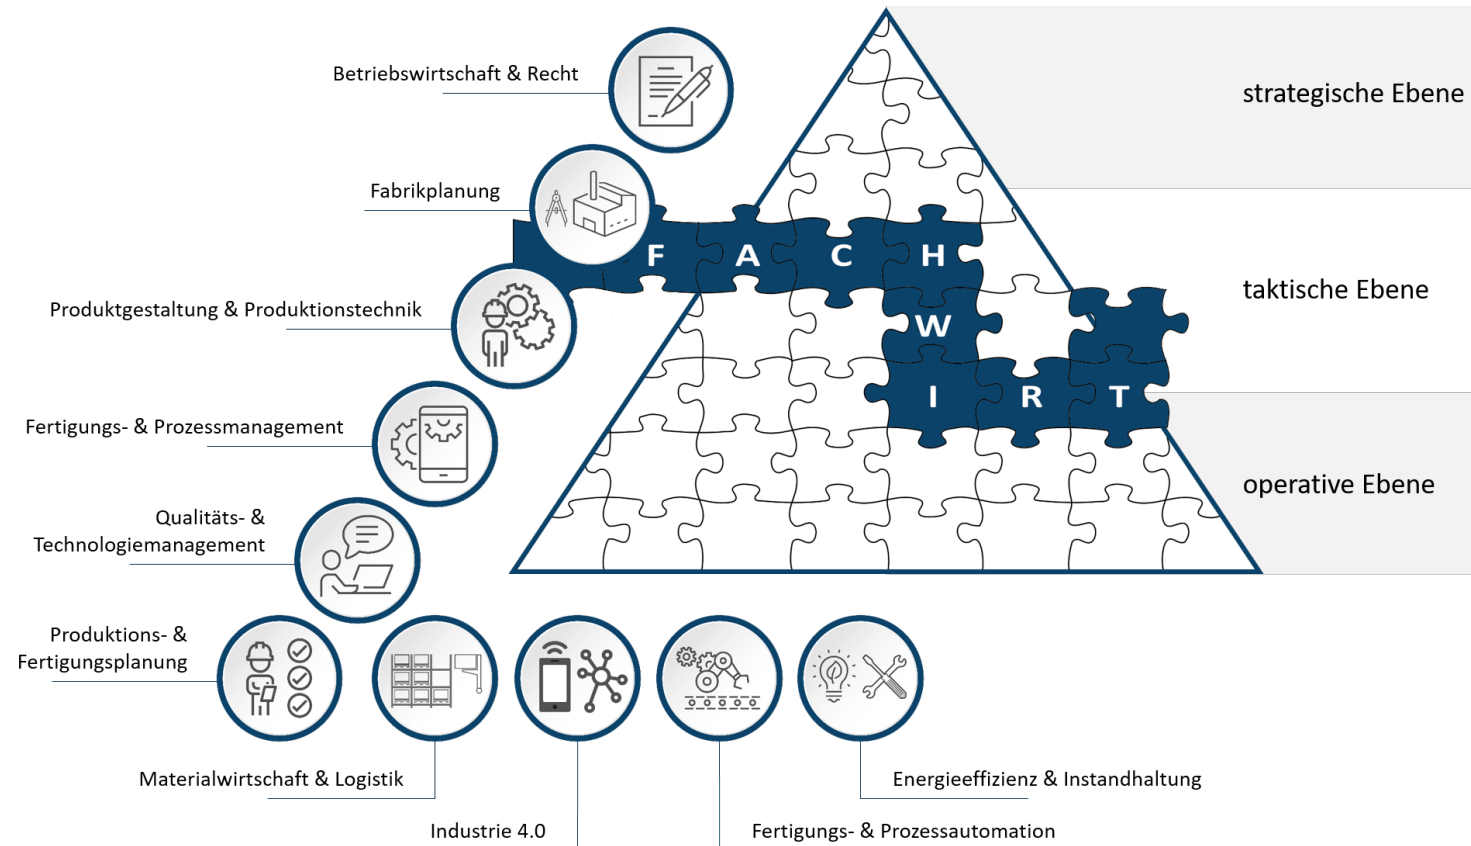 Betriebswirtschaft & Recht
strategische Ebene
Fabrikplanung
F A C H
Produktgestaltung & Produktionstechnik
taktische Ebene
W
I R T
Fertigungs- & Prozessmanagement
operative Ebene
Qualitäts- &
Technologiemanagement
Produktions- &
Fertigungsplanung
Materialwirtschaft & Logistik
Energieeffizienz & Instandhaltung
Industrie 4.0
Fertigungs- & Prozessautomation